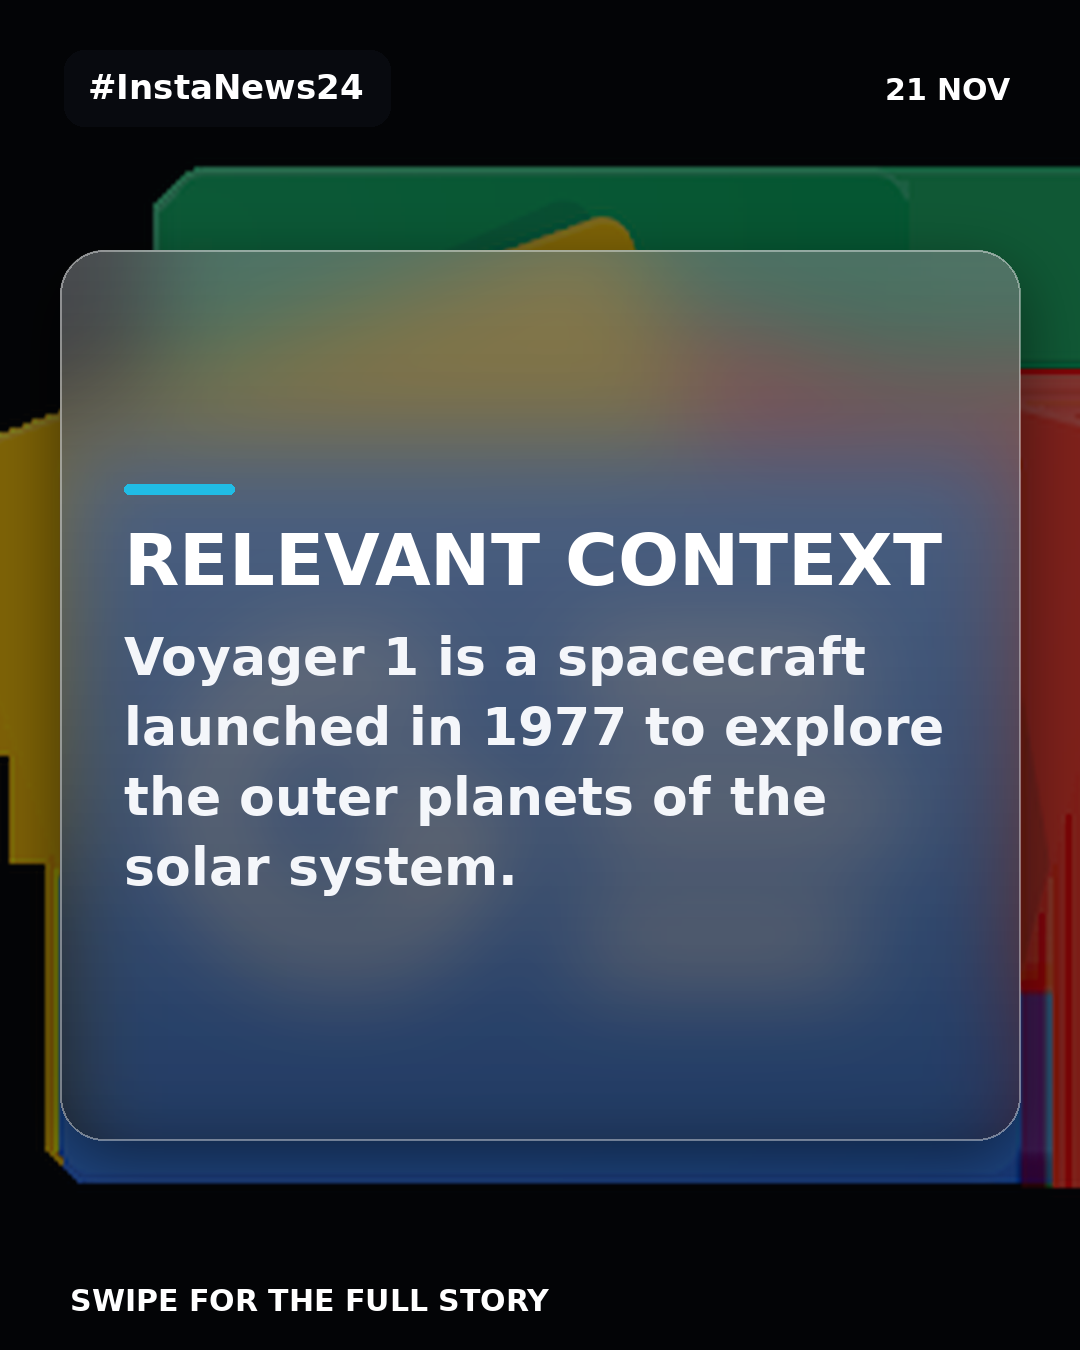 #InstaNews24
21 NOV
RELEVANT CONTEXT
Voyager 1 is a spacecraft
launched in 1977 to explore
the outer planets of the
solar system.
SWIPE FOR THE FULL STORY